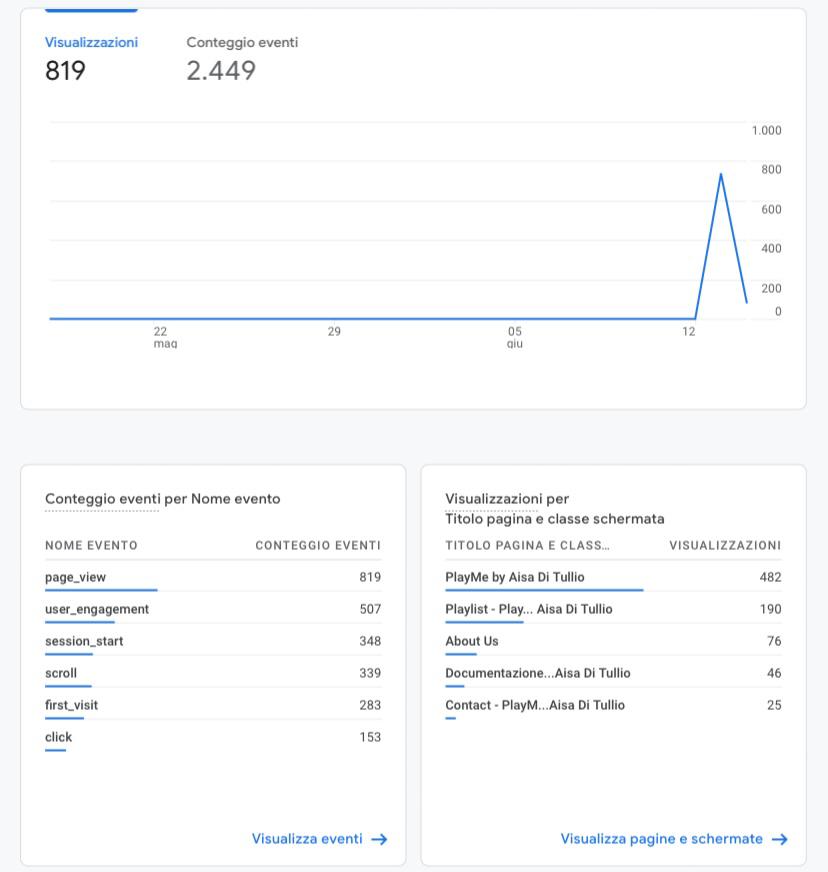 Visualizzazioni
819
Conteggio eventi
2.449
1.000
800
600
400
200
0
22
mag
29
05
giu
12
Conteggio eventi per Nome evento
NOME EVENTO CONTEGGIO EVENTI
page_view 819
user_engagement 507
session_start 348
scroll 339
first_visit 283
click 153
Visualizza eventi
Visualizzazioni per
Titolo pagina e classe schermata
TITOLO PAGINA E CLASS… VISUALIZZAZIONI
PlayMe by Aisa Di Tullio 482
Playlist - Play... Aisa Di Tullio 190
About Us 76
Documentazione...Aisa Di Tullio 46
Contact - PlayM...Aisa Di Tullio 25
Visualizza pagine e schermate